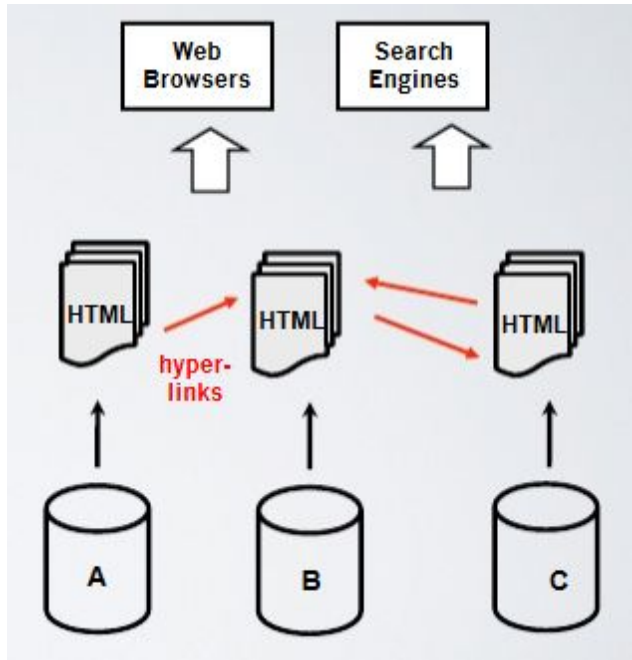 Web
Browsers
Search
Engines
HTML
HTML
HTML
hyper-
links
A
B
C